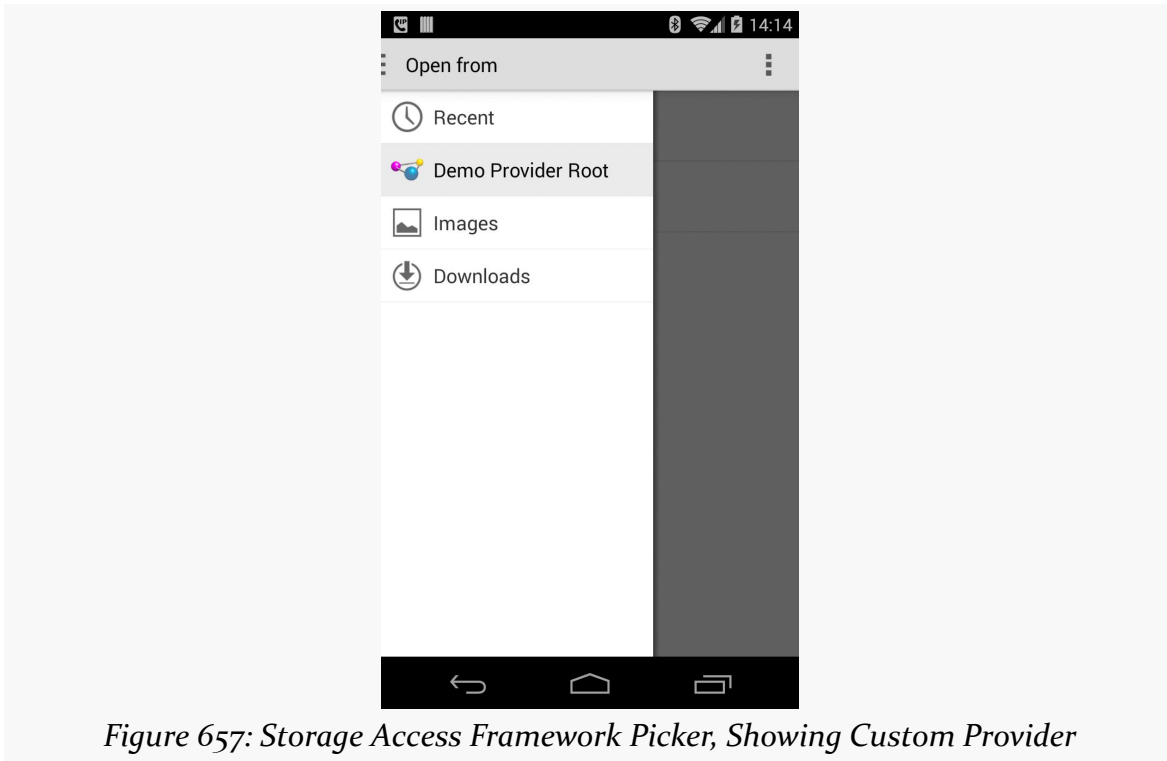 14:14
Open from
Recent
Demo Provider Root
Images
Downloads
Figure 657: Storage Access Framework Picker, Showing Custom Provider